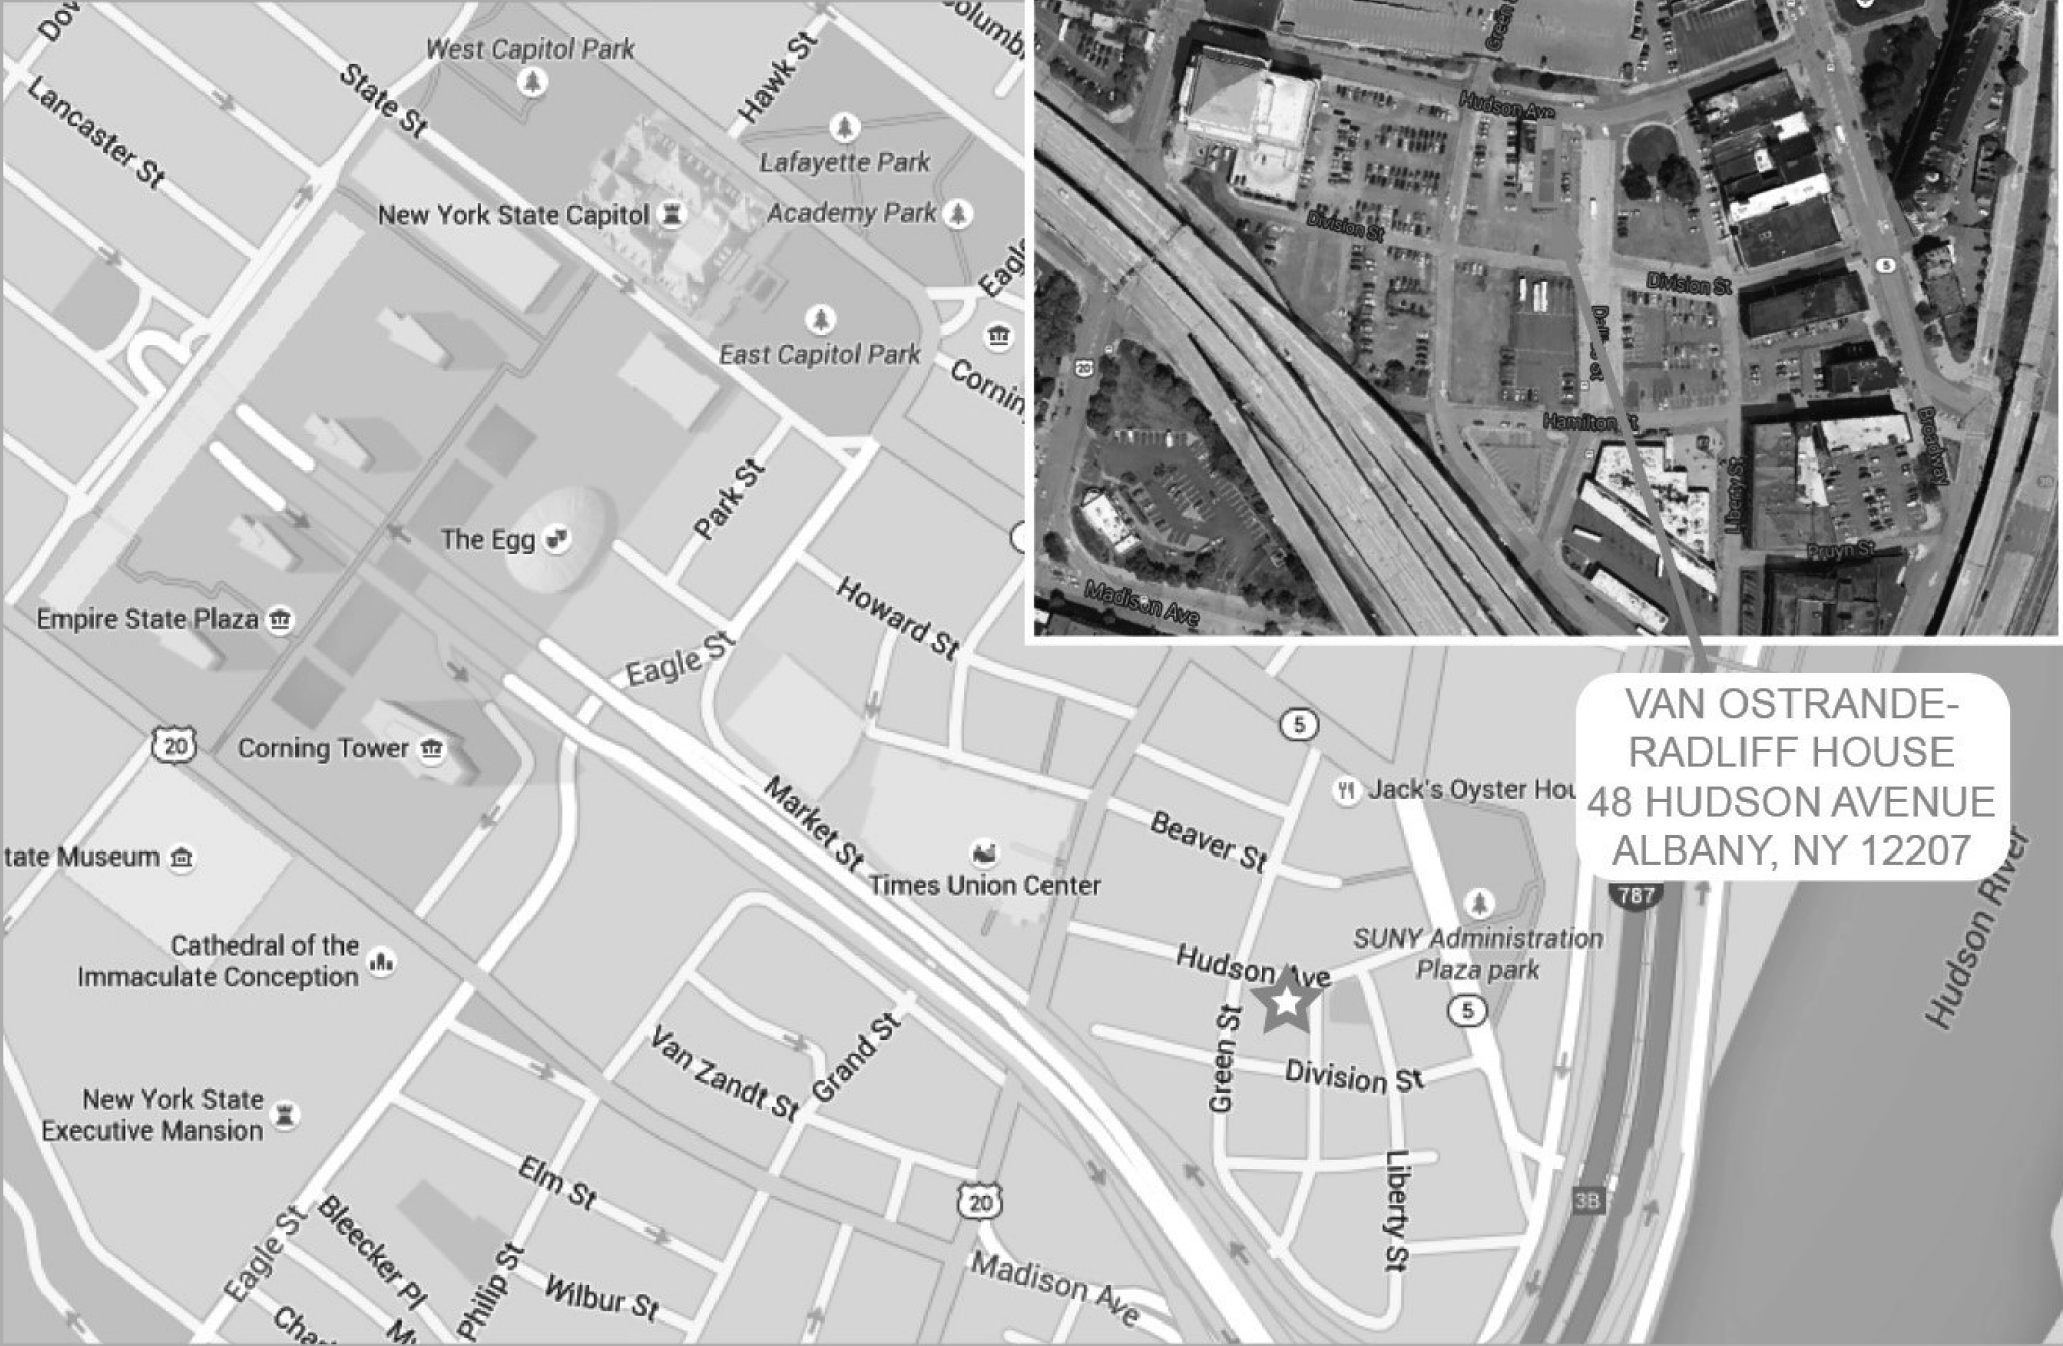 West Capitol Park
State St
Hawk St
Lancaster St
Lafayette Park
New York State Capitol
Academy Park
East Capitol Park
Park St
The Egg
Howard St
Empire State Plaza
Eagle St
20
Corning Tower
Market St
Times Union Center
tate Museum
Cathedral of the
Immaculate Conception
New York State
Executive Mansion
Van Zandt St
Grand St
Elm St
Bleecker Pl
Eagle St
Philip St
Wilbur St
20
Madison Ave
5
Jack's Oyster Hou
Beaver St
Hudson Ave
SUNY Administration
Plaza park
5
Green St
Division St
Liberty St
787
3B
Hudson River
VAN OSTRANDE-
RADLIFF HOUSE
48 HUDSON AVENUE
ALBANY, NY 12207
Hudson Ave
Division St
Division St
5
20
Hamilton St
Liberty St
Broadway
Bruyn St
Madison Ave